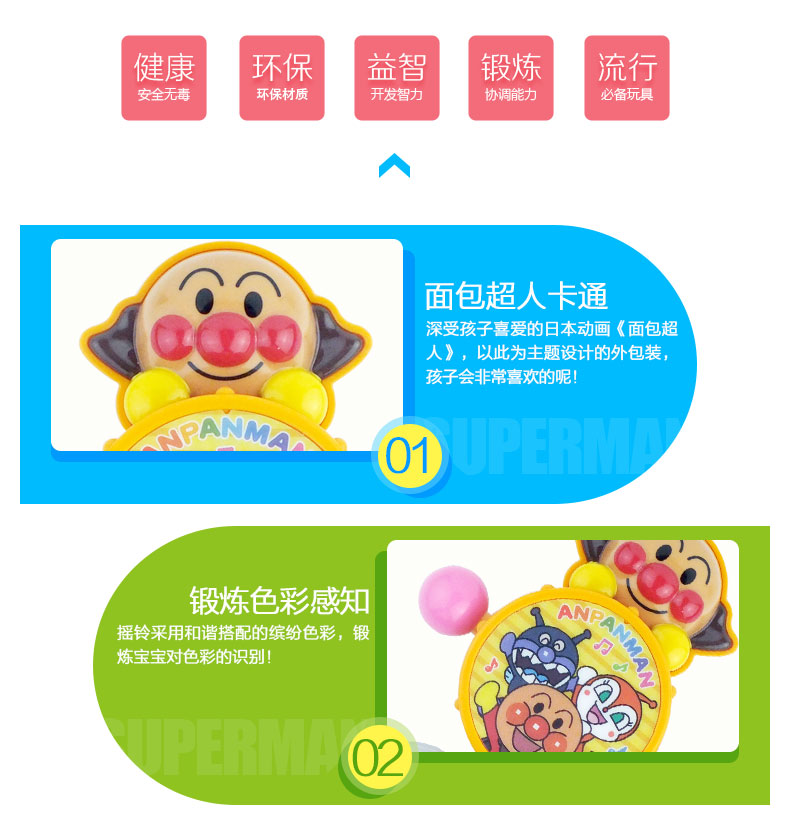 健康
安全无毒
环保
环保材质
益智
开发智力
锻炼
协调能力
流行
必备玩具
面包超人卡通
深受孩子喜爱的日本动画《面包超
人》，以此为主题设计的外包装，
孩子会非常喜欢的呢！
ANPANMAN
SUPERMAN
01
锻炼色彩感知
摇铃采用和谐搭配的缤纷色彩，锻
炼宝宝对色彩的识别！
ANPANMAN
SUPERMAN
02